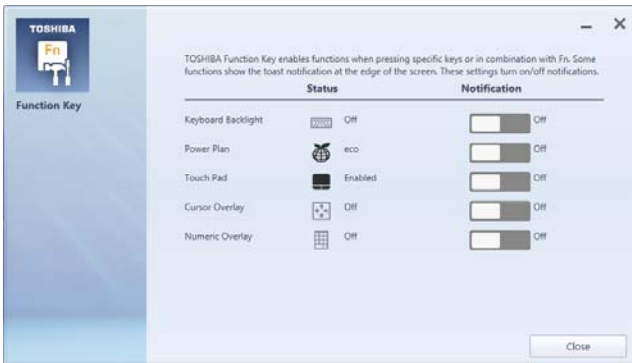 TOSHIBA
Fn
Function Key
TOSHIBA Function Key enables functions when pressing specific keys or in combination with Fn. Some
functions show the toast notification at the edge of the screen. These settings turn on/off notifications.
Status Notification
Keyboard Backlight Off Off
Power Plan eco Off
Touch Pad Enabled Off
Cursor Overlay Off Off
Numeric Overlay Off Off
Close